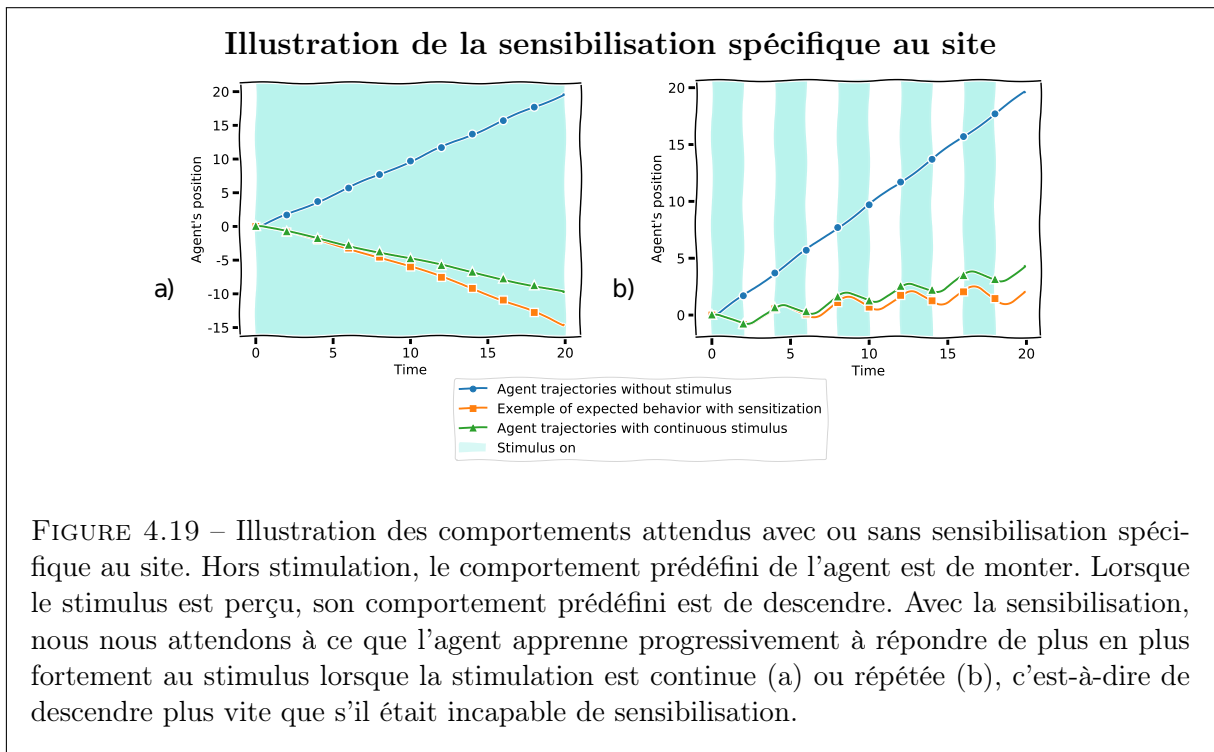 Illustration de la sensibilisation spécifique au site
a)
Agent's position
20
15
10
5
0
-5
-10
-15
0 5 10 15 20
Time
b)
Agent's position
20
15
10
5
0
0 5 10 15 20
Time
Agent trajectories without stimulus
Exemple of expected behavior with sensitization
Agent trajectories with continuous stimulus
Stimulus on
FIGURE 4.19 – Illustration des comportements attendus avec ou sans sensibilisation spéci-
fique au site. Hors stimulation, le comportement prédéfini de l'agent est de monter. Lorsque
le stimulus est perçu, son comportement prédéfini est de descendre. Avec la sensibilisation,
nous nous attendons à ce que l'agent apprenne progressivement à répondre de plus en plus
fortement au stimulus lorsque la stimulation est continue (a) ou répétée (b), c'est-à-dire de
descendre plus vite que s'il était incapable de sensibilisation.